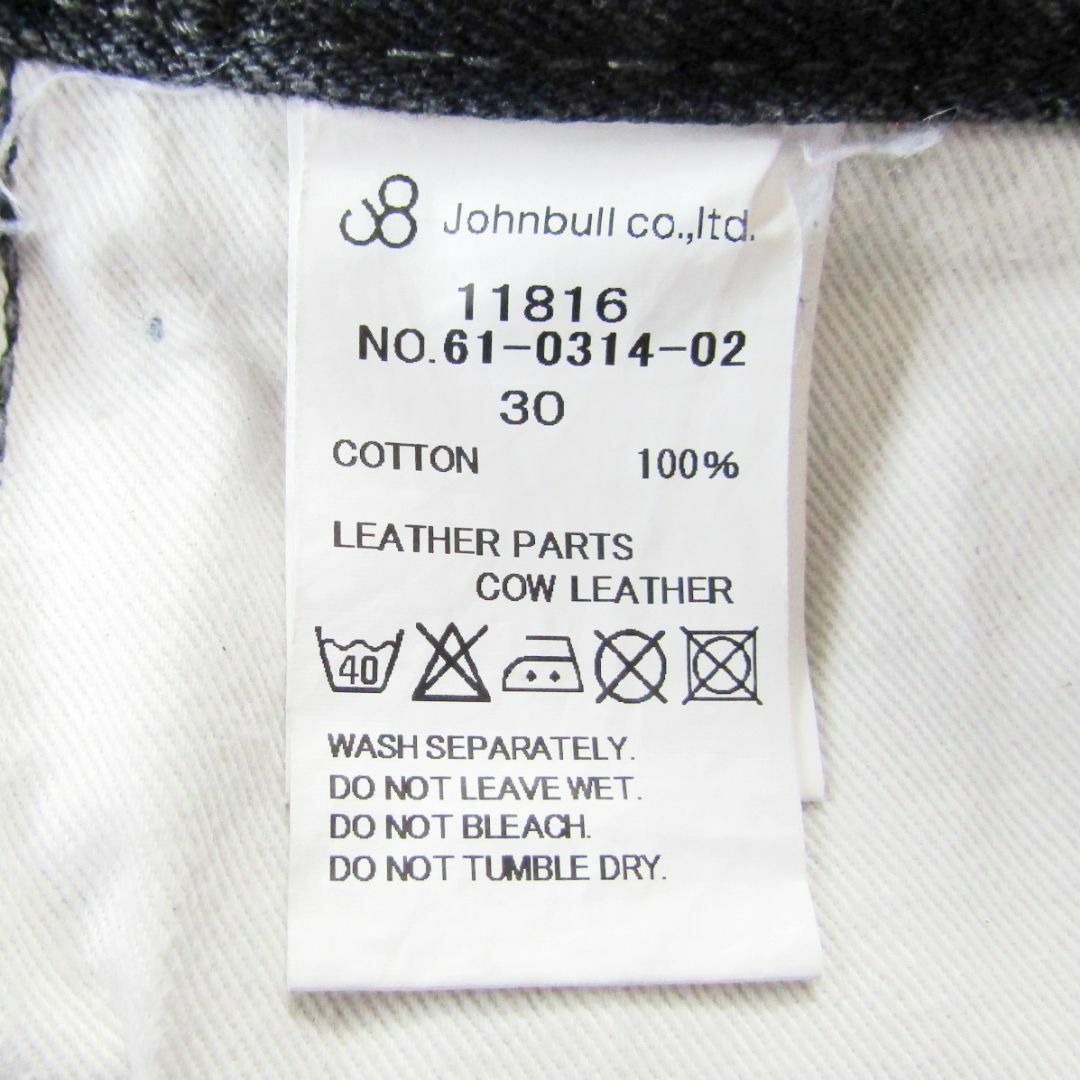 Johnbull co.,ltd.
11816
NO.61-0314-02
30
COTTON 100%
LEATHER PARTS
COW LEATHER
40
WASH SEPARATELY.
DO NOT LEAVE WET.
DO NOT BLEACH.
DO NOT TUMBLE DRY.